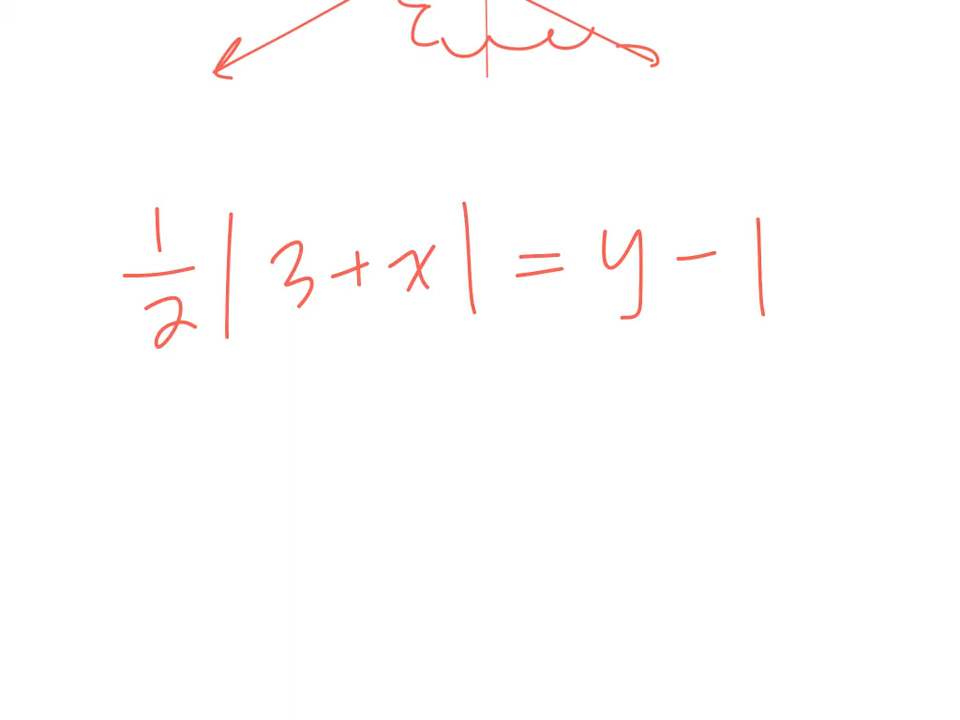 1/2 | 3 + x | = y - 1